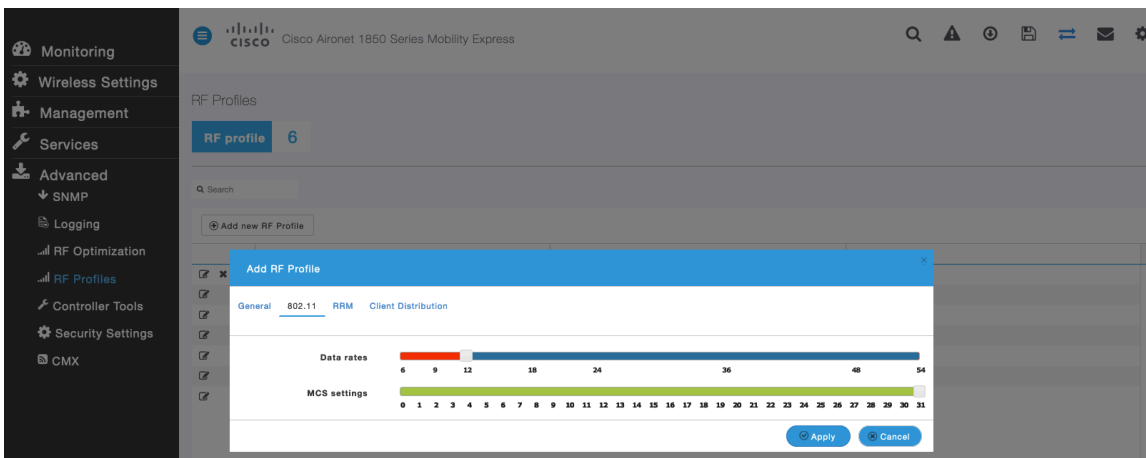 CISCO Cisco Aironet 1850 Series Mobility Express
Monitoring
Wireless Settings
Management
Services
Advanced
SNMP
Logging
RF Optimization
RF Profiles
Controller Tools
Security Settings
CMX
RF Profiles
RF profile 6
Search
Add new RF Profile
Add RF Profile
General 802.11 RRM Client Distribution
Data rates
6 9 12 18 24 36 48 54
MCS settings
0 1 2 3 4 5 6 7 8 9 10 11 12 13 14 15 16 17 18 19 20 21 22 23 24 25 26 27 28 29 30 31
Apply Cancel